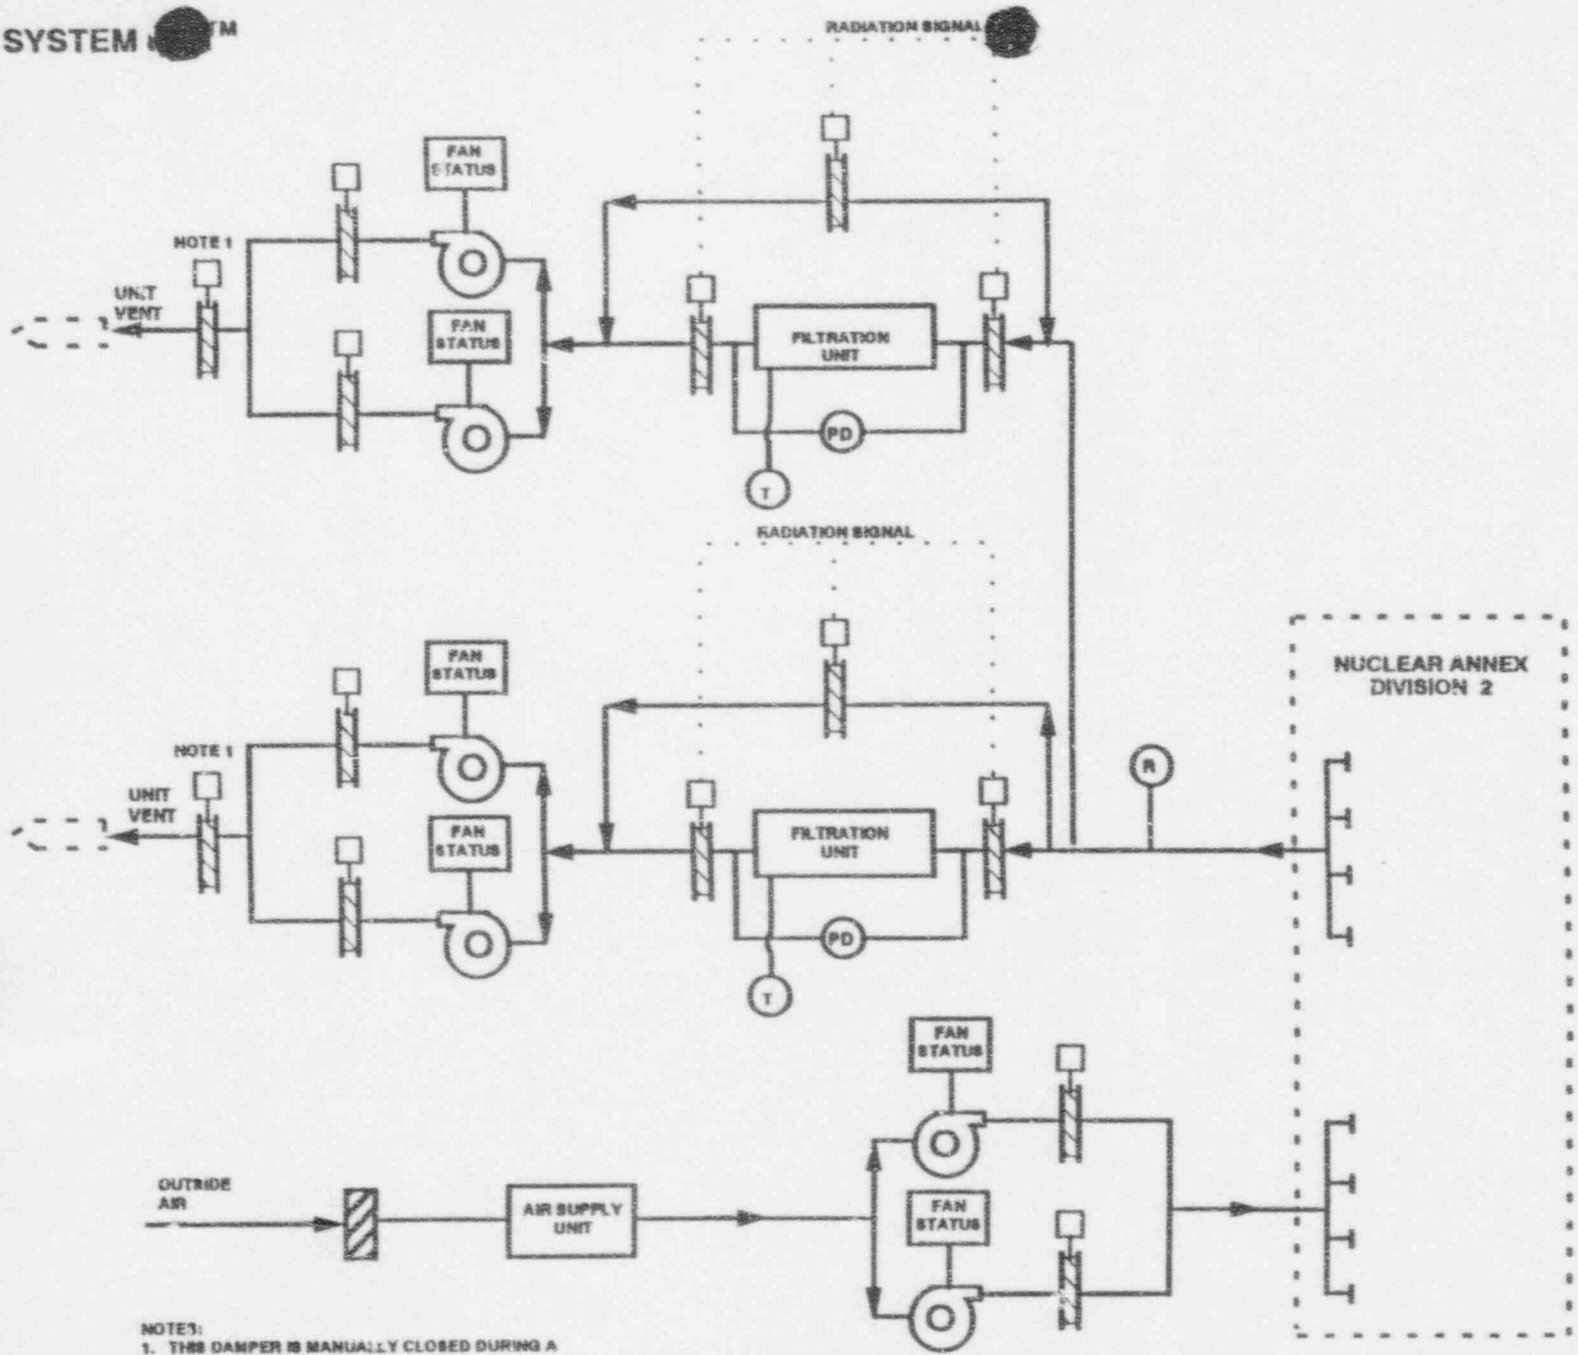 SYSTEM TM
RADIATION SIGNAL
FAN
STATUS
NOTE 1
UNIT
VENT
FAN
STATUS
FILTRATION
UNIT
PD
T
RADIATION SIGNAL
FAN
STATUS
NUCLEAR ANNEX
DIVISION 2
NOTE 1
R
UNIT
VENT
FAN
STATUS
FILTRATION
UNIT
PD
T
FAN
STATUS
OUTSIDE
AIR
AIR SUPPLY
UNIT
FAN
STATUS
NOTES:
1. THIS DAMPER IS MANUALLY CLOSED DURING A